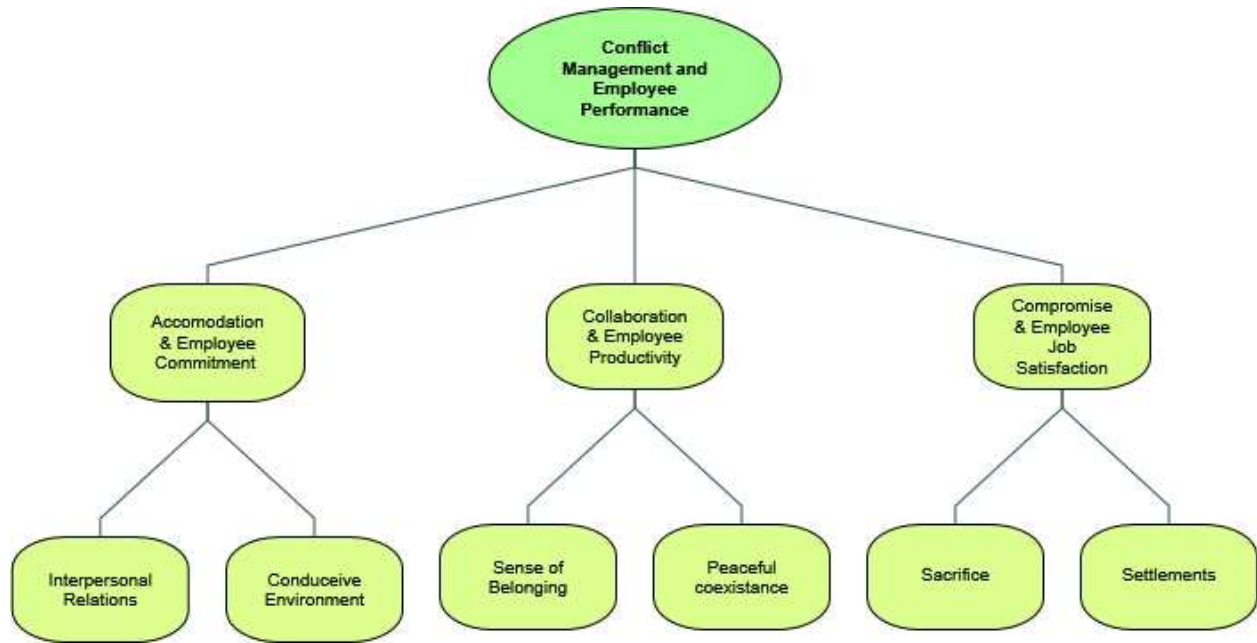 Conflict
Management and
Employee
Performance
Accomodation
& Employee
Commitment
Collaboration
& Employee
Productivity
Compromise
& Employee
Job
Satisfaction
Interpersonal
Relations
Conduceive
Environment
Sense of
Belonging
Peaceful
coexistance
Sacrifice
Settlements